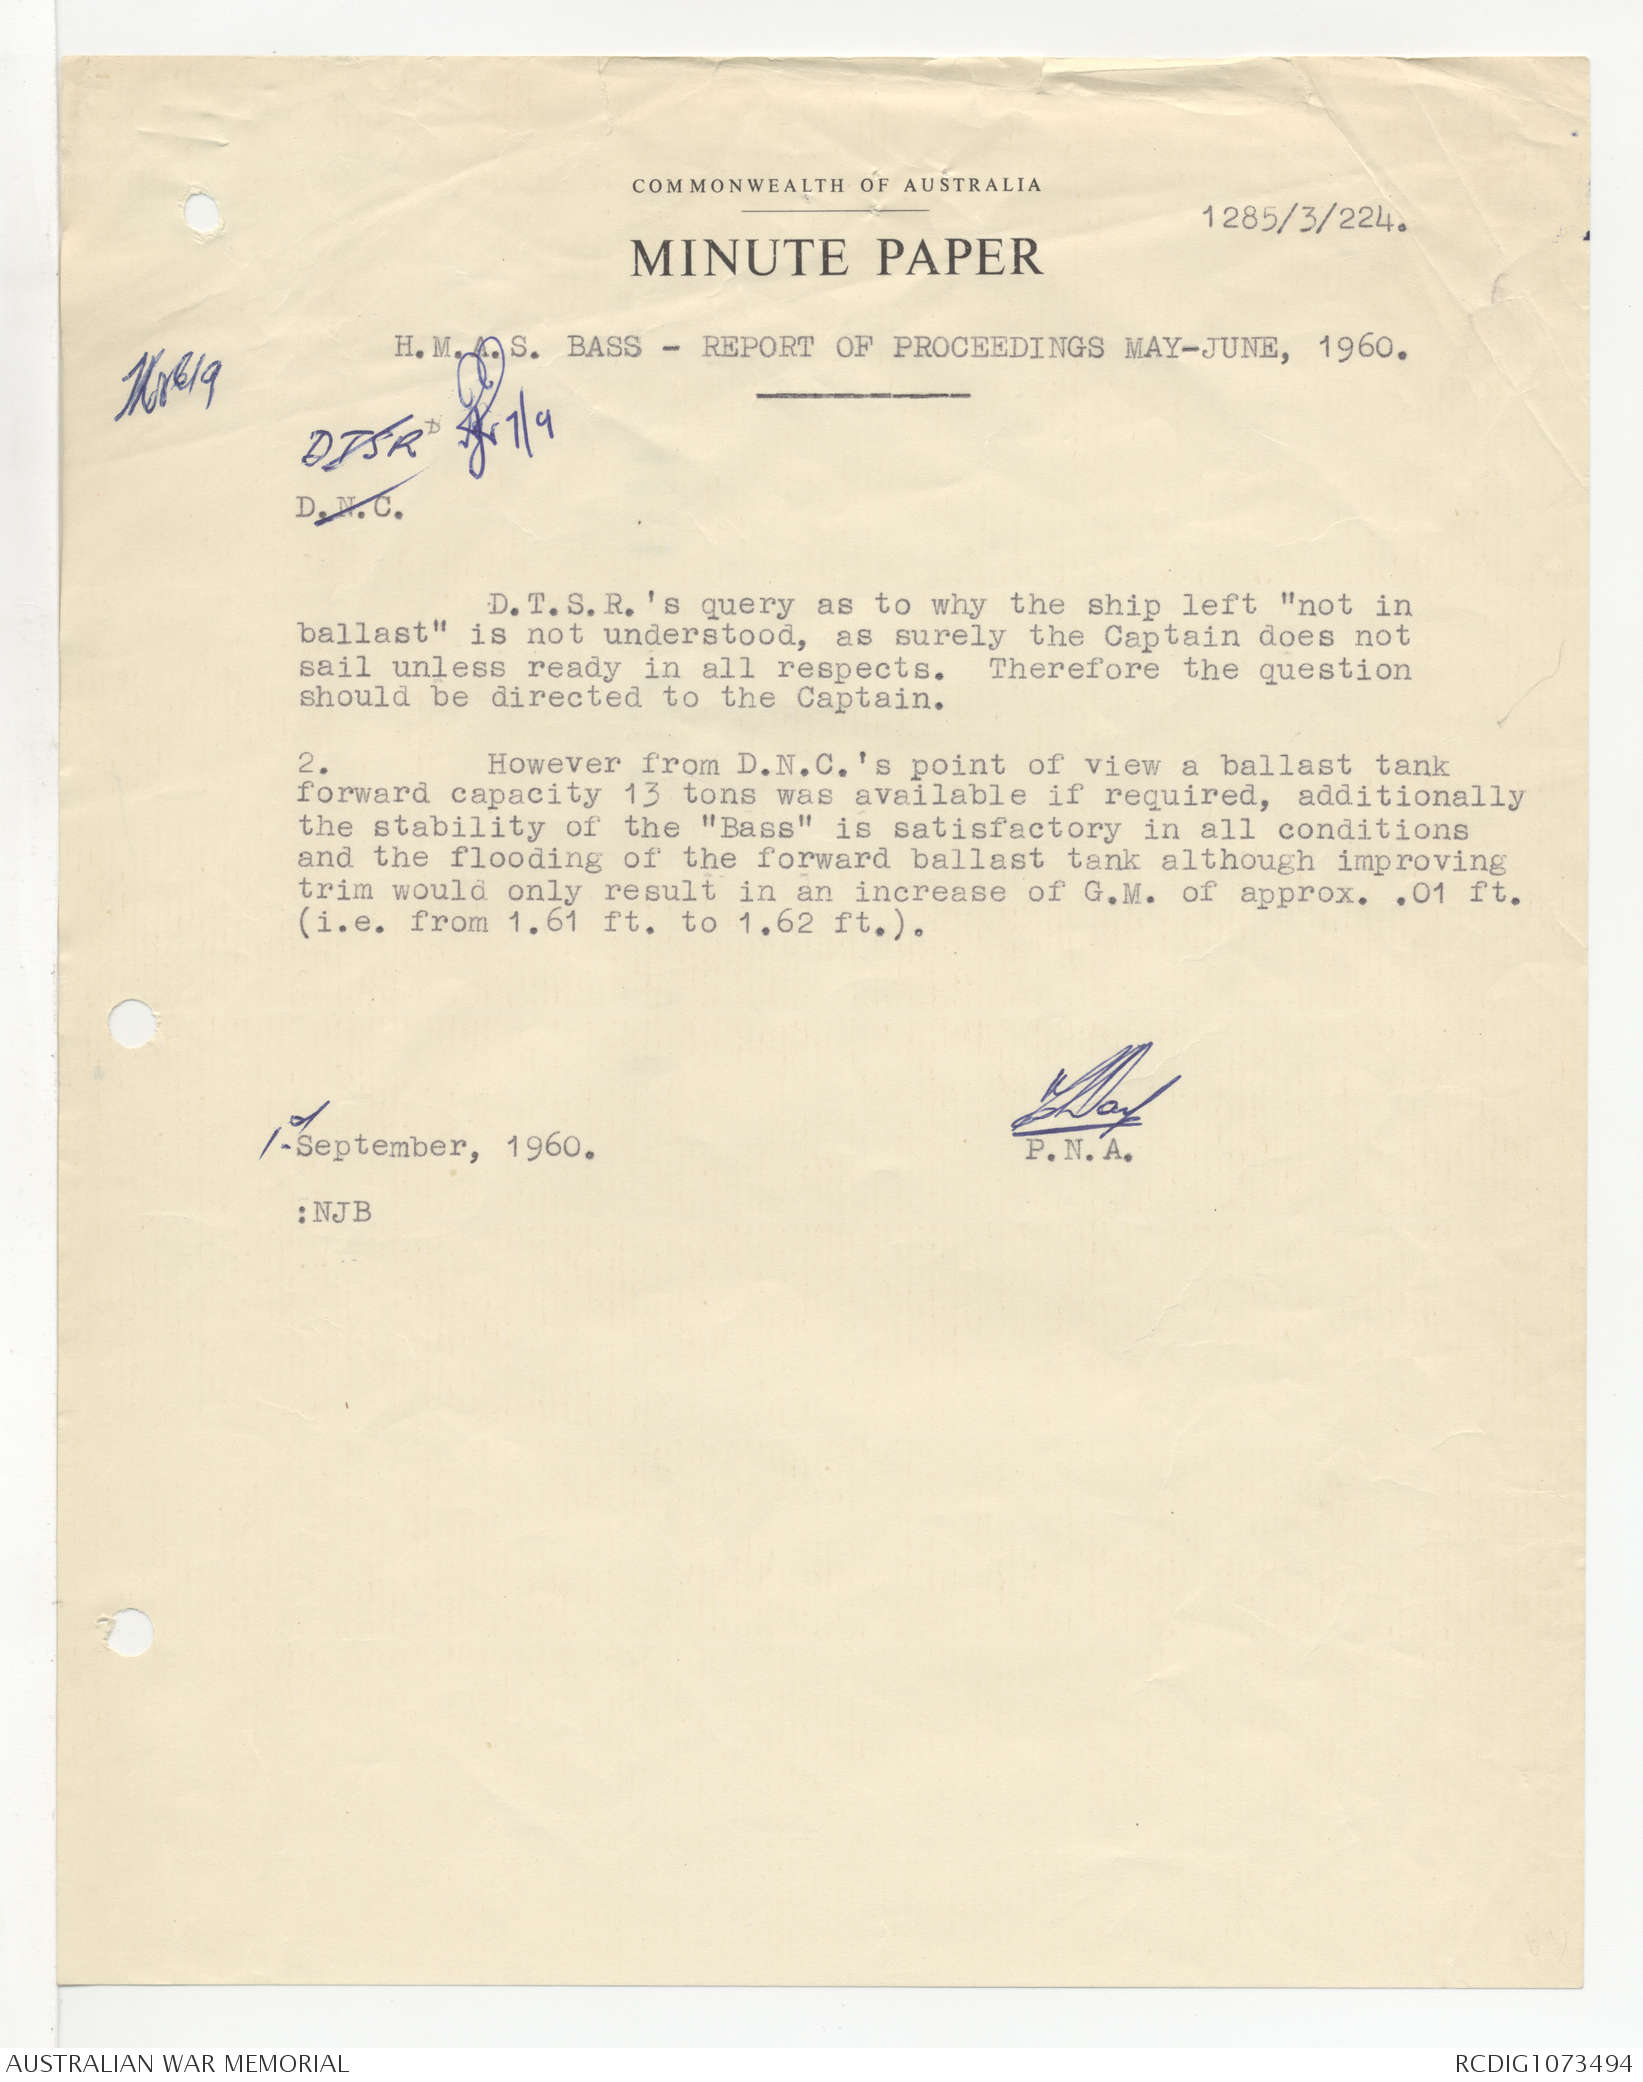 COMMONWEALTH OF AUSTRALIA
1285/3/224.
MINUTE PAPER
H.M.A.S. BASS - REPORT OF PROCEEDINGS MAY-JUNE, 1960.
DTSR 7/9
D.N.C.
D.T.S.R.'s query as to why the ship left "not in
ballast" is not understood, as surely the Captain does not
sail unless ready in all respects. Therefore the question
should be directed to the Captain.
2. However from D.N.C.'s point of view a ballast tank
forward capacity 13 tons was available if required, additionally
the stability of the "Bass" is satisfactory in all conditions
and the flooding of the forward ballast tank although improving
trim would only result in an increase of G.M. of approx. .01 ft.
(i.e. from 1.61 ft. to 1.62 ft.).
September, 1960.
P.N.A.
:NJB
AUSTRALIAN WAR MEMORIAL
RCDIG1073494